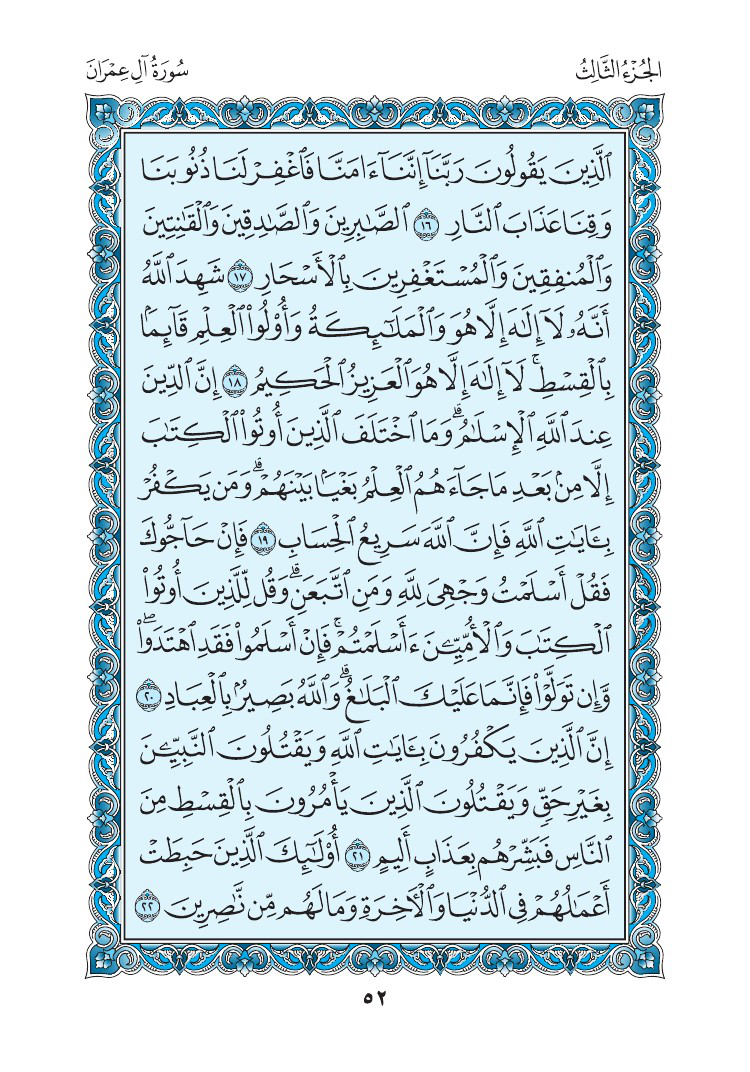 الجُزْءُ الثَّالِثُ
سُورَةُ آلِ عِمْرَانَ
ٱلَّذِينَ يَقُولُونَ رَبَّنَآ إِنَّنَآ ءَامَنَّا فَٱغْفِرْ لَنَا ذُنُوبَنَا
وَقِنَا عَذَابَ ٱلنَّارِ ١٦ ٱلصَّٰبِرِينَ وَٱلصَّٰدِقِينَ وَٱلْقَٰنِتِينَ
وَٱلْمُنفِقِينَ وَٱلْمُسْتَغْفِرِينَ بِٱلْأَسْحَارِ ١٧ شَهِدَ ٱللَّهُ
أَنَّهُۥ لَآ إِلَٰهَ إِلَّا هُوَ وَٱلْمَلَٰٓئِكَةُ وَأُو۟لُوا۟ ٱلْعِلْمِ قَآئِمًۢا
بِٱلْقِسْطِۚ لَآ إِلَٰهَ إِلَّا هُوَ ٱلْعَزِيزُ ٱلْحَكِيمُ ١٨ إِنَّ ٱلدِّينَ
عِندَ ٱللَّهِ ٱلْإِسْلَٰمُۗ وَمَا ٱخْتَلَفَ ٱلَّذِينَ أُوتُوا۟ ٱلْكِتَٰبَ
إِلَّا مِنۢ بَعْدِ مَا جَآءَهُمُ ٱلْعِلْمُ بَغْيًۢا بَيْنَهُمْۗ وَمَن يَكْفُرْ
بِـَٔايَٰتِ ٱللَّهِ فَإِنَّ ٱللَّهَ سَرِيعُ ٱلْحِسَابِ ١٩ فَإِنْ حَآجُّوكَ
فَقُلْ أَسْلَمْتُ وَجْهِىَ لِلَّهِ وَمَنِ ٱتَّبَعَنِۗ وَقُل لِّلَّذِينَ أُوتُوا۟
ٱلْكِتَٰبَ وَٱلْأُمِّيِّـۧنَ ءَأَسْلَمْتُمْۚ فَإِنْ أَسْلَمُوا۟ فَقَدِ ٱهْتَدَوا۟ۖ
وَّإِن تَوَلَّوْا۟ فَإِنَّمَا عَلَيْكَ ٱلْبَلَٰغُۗ وَٱللَّهُ بَصِيرٌۢ بِٱلْعِبَادِ ٢٠
إِنَّ ٱلَّذِينَ يَكْفُرُونَ بِـَٔايَٰتِ ٱللَّهِ وَيَقْتُلُونَ ٱلنَّبِيِّـۧنَ
بِغَيْرِ حَقٍّ وَيَقْتُلُونَ ٱلَّذِينَ يَأْمُرُونَ بِٱلْقِسْطِ مِنَ
ٱلنَّاسِ فَبَشِّرْهُم بِعَذَابٍ أَلِيمٍ ٢١ أُو۟لَٰٓئِكَ ٱلَّذِينَ حَبِطَتْ
أَعْمَٰلُهُمْ فِى ٱلدُّنْيَا وَٱلْأَخِرَةِ وَمَا لَهُم مِّن نَّٰصِرِينَ ٢٢
٥٢